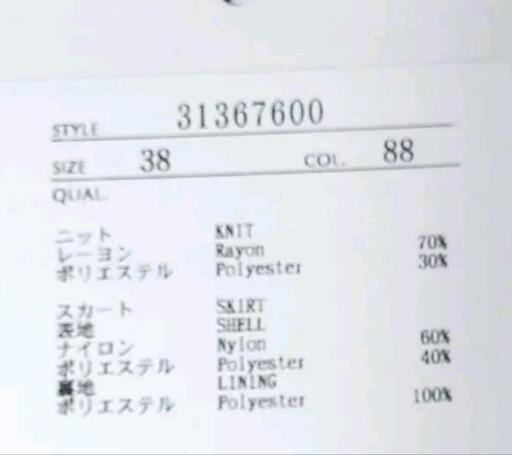 STYLE 31367600
SIZE 38 COL. 88
QUAL.
ニット KNIT
レーヨン Rayon 70%
ポリエステル Polyester 30%
スカート SKIRT
表地 SHELL
ナイロン Nylon 60%
ポリエステル Polyester 40%
裏地 LINING
ポリエステル Polyester 100%